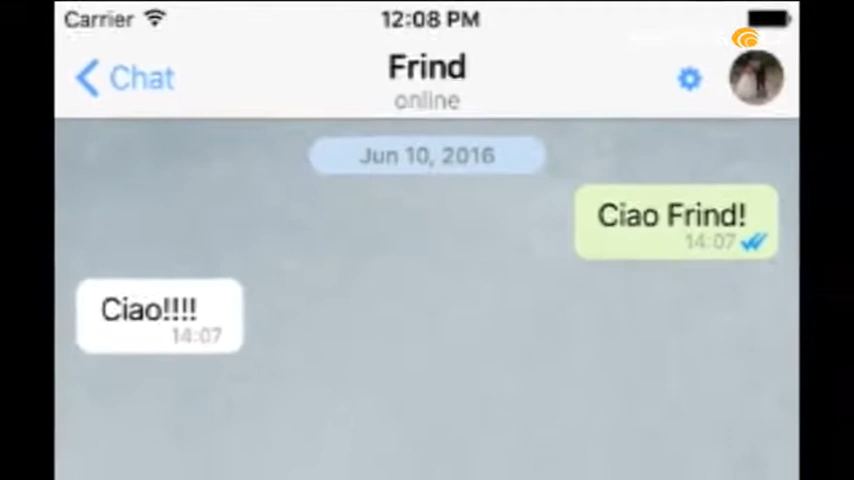 Carrier
12:08 PM
Chat
Frind
online
Jun 10, 2016
Ciao Frind!
14:07
Ciao!!!!
14:07